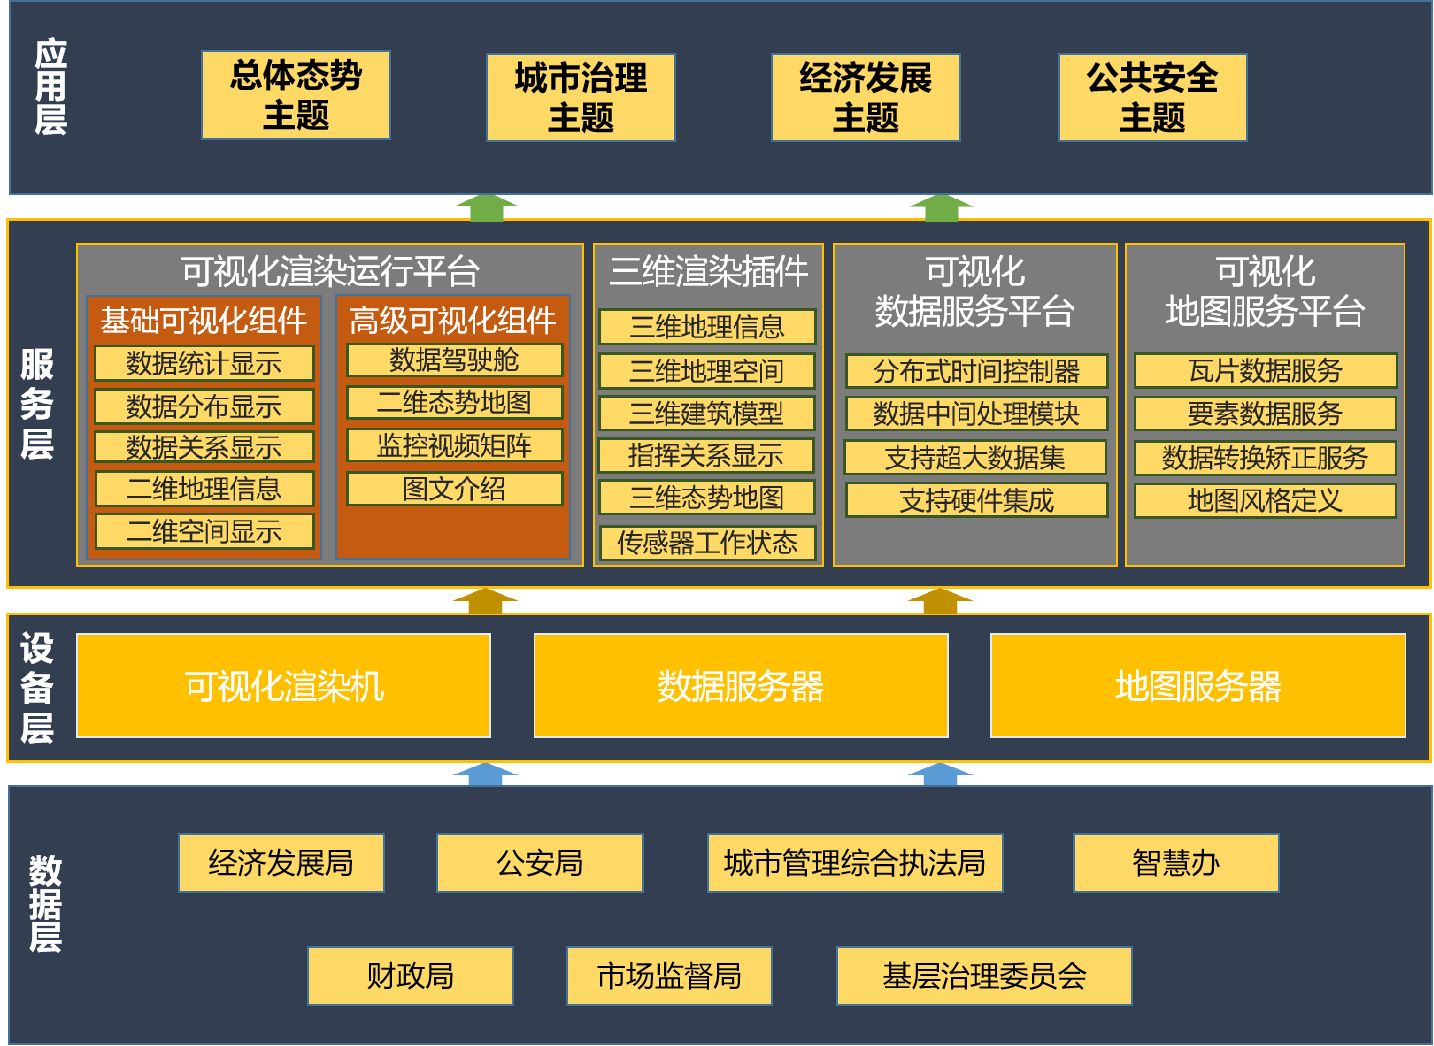 应用层
总体态势
主题
城市治理
主题
经济发展
主题
公共安全
主题
服务层
可视化渲染运行平台
基础可视化组件
数据统计显示
数据分布显示
数据关系显示
二维地理信息
二维空间显示
高级可视化组件
数据驾驶舱
二维态势地图
监控视频矩阵
图文介绍
三维渲染插件
三维地理信息
三维地理空间
三维建筑模型
指挥关系显示
三维态势地图
传感器工作状态
可视化
数据服务平台
分布式时间控制器
数据中间处理模块
支持超大数据集
支持硬件集成
可视化
地图服务平台
瓦片数据服务
要素数据服务
数据转换矫正服务
地图风格定义
设备层
可视化渲染机
数据服务器
地图服务器
数据层
经济发展局
公安局
城市管理综合执法局
智慧办
财政局
市场监督局
基层治理委员会